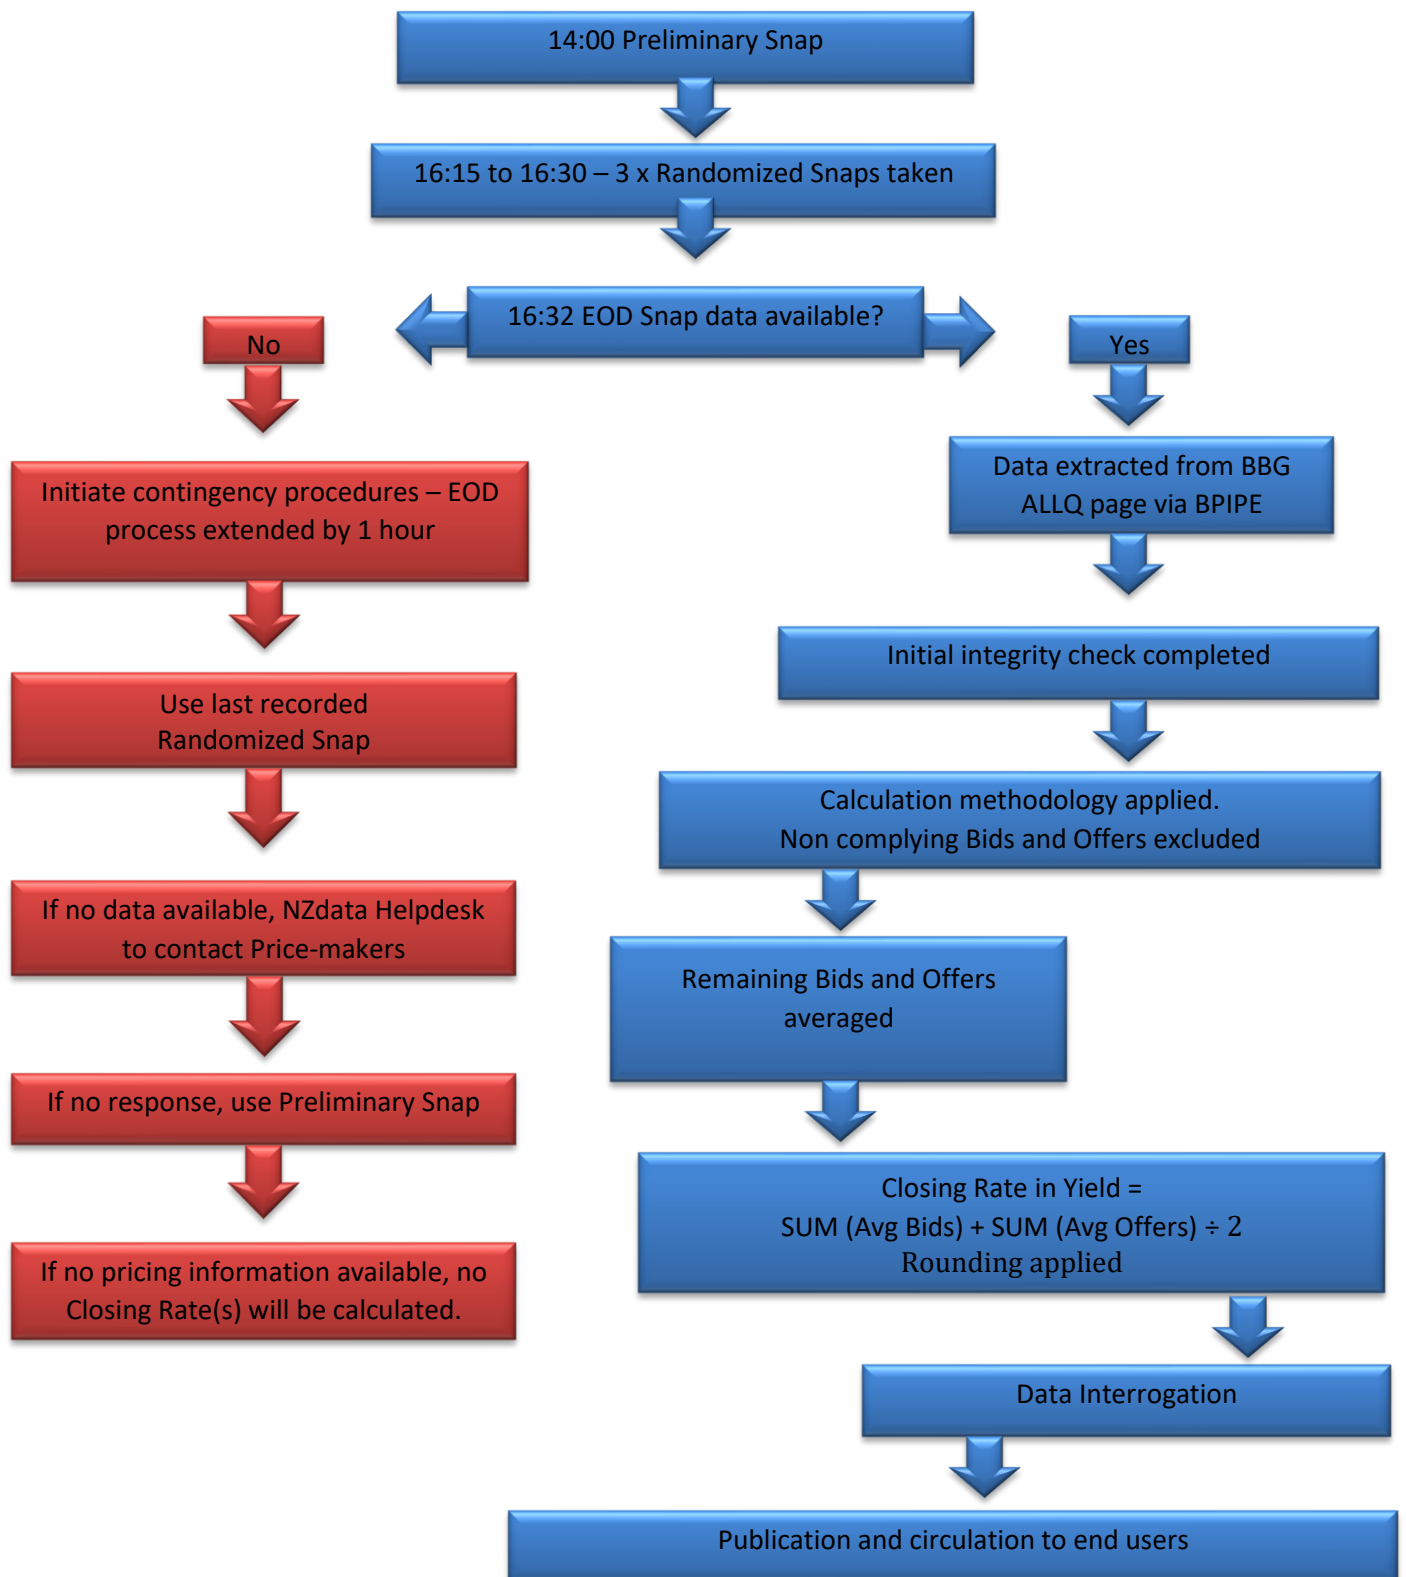 14:00 Preliminary Snap
16:15 to 16:30 – 3 x Randomized Snaps taken
16:32 EOD Snap data available?
No
Yes
Initiate contingency procedures – EOD
process extended by 1 hour
Use last recorded
Randomized Snap
If no data available, NZdata Helpdesk
to contact Price-makers
If no response, use Preliminary Snap
If no pricing information available, no
Closing Rate(s) will be calculated.
Data extracted from BBG
ALLQ page via BPIPE
Initial integrity check completed
Calculation methodology applied.
Non complying Bids and Offers excluded
Remaining Bids and Offers
averaged
Closing Rate in Yield =
SUM (Avg Bids) + SUM (Avg Offers) ÷ 2
Rounding applied
Data Interrogation
Publication and circulation to end users